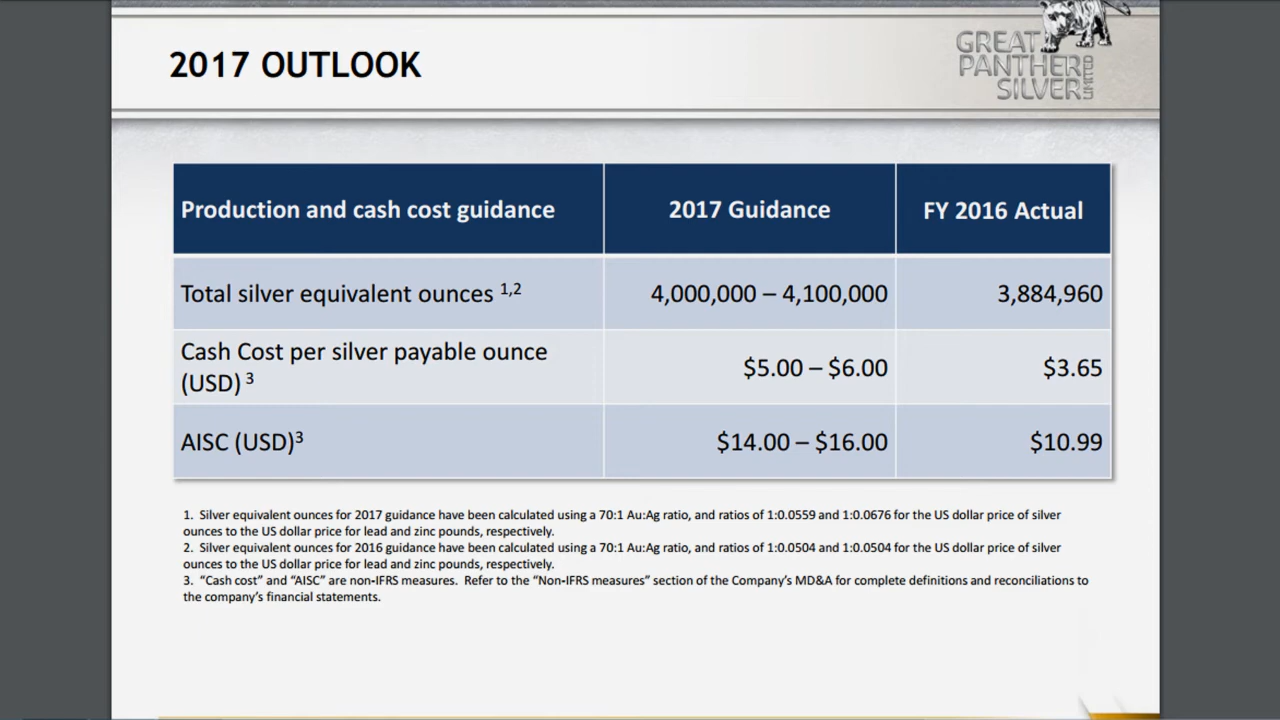 2017 OUTLOOK
GREAT
PANTHER
SILVER
LIMITED
Production and cash cost guidance
2017 Guidance
FY 2016 Actual
Total silver equivalent ounces 1,2
4,000,000 – 4,100,000
3,884,960
Cash Cost per silver payable ounce
(USD) 3
$5.00 – $6.00
$3.65
AISC (USD)3
$14.00 – $16.00
$10.99
1. Silver equivalent ounces for 2017 guidance have been calculated using a 70:1 Au:Ag ratio, and ratios of 1:0.0559 and 1:0.0676 for the US dollar price of silver
ounces to the US dollar price for lead and zinc pounds, respectively.
2. Silver equivalent ounces for 2016 guidance have been calculated using a 70:1 Au:Ag ratio, and ratios of 1:0.0504 and 1:0.0504 for the US dollar price of silver
ounces to the US dollar price for lead and zinc pounds, respectively.
3. “Cash cost” and “AISC” are non-IFRS measures. Refer to the “Non-IFRS measures” section of the Company’s MD&A for complete definitions and reconciliations to
the company’s financial statements.